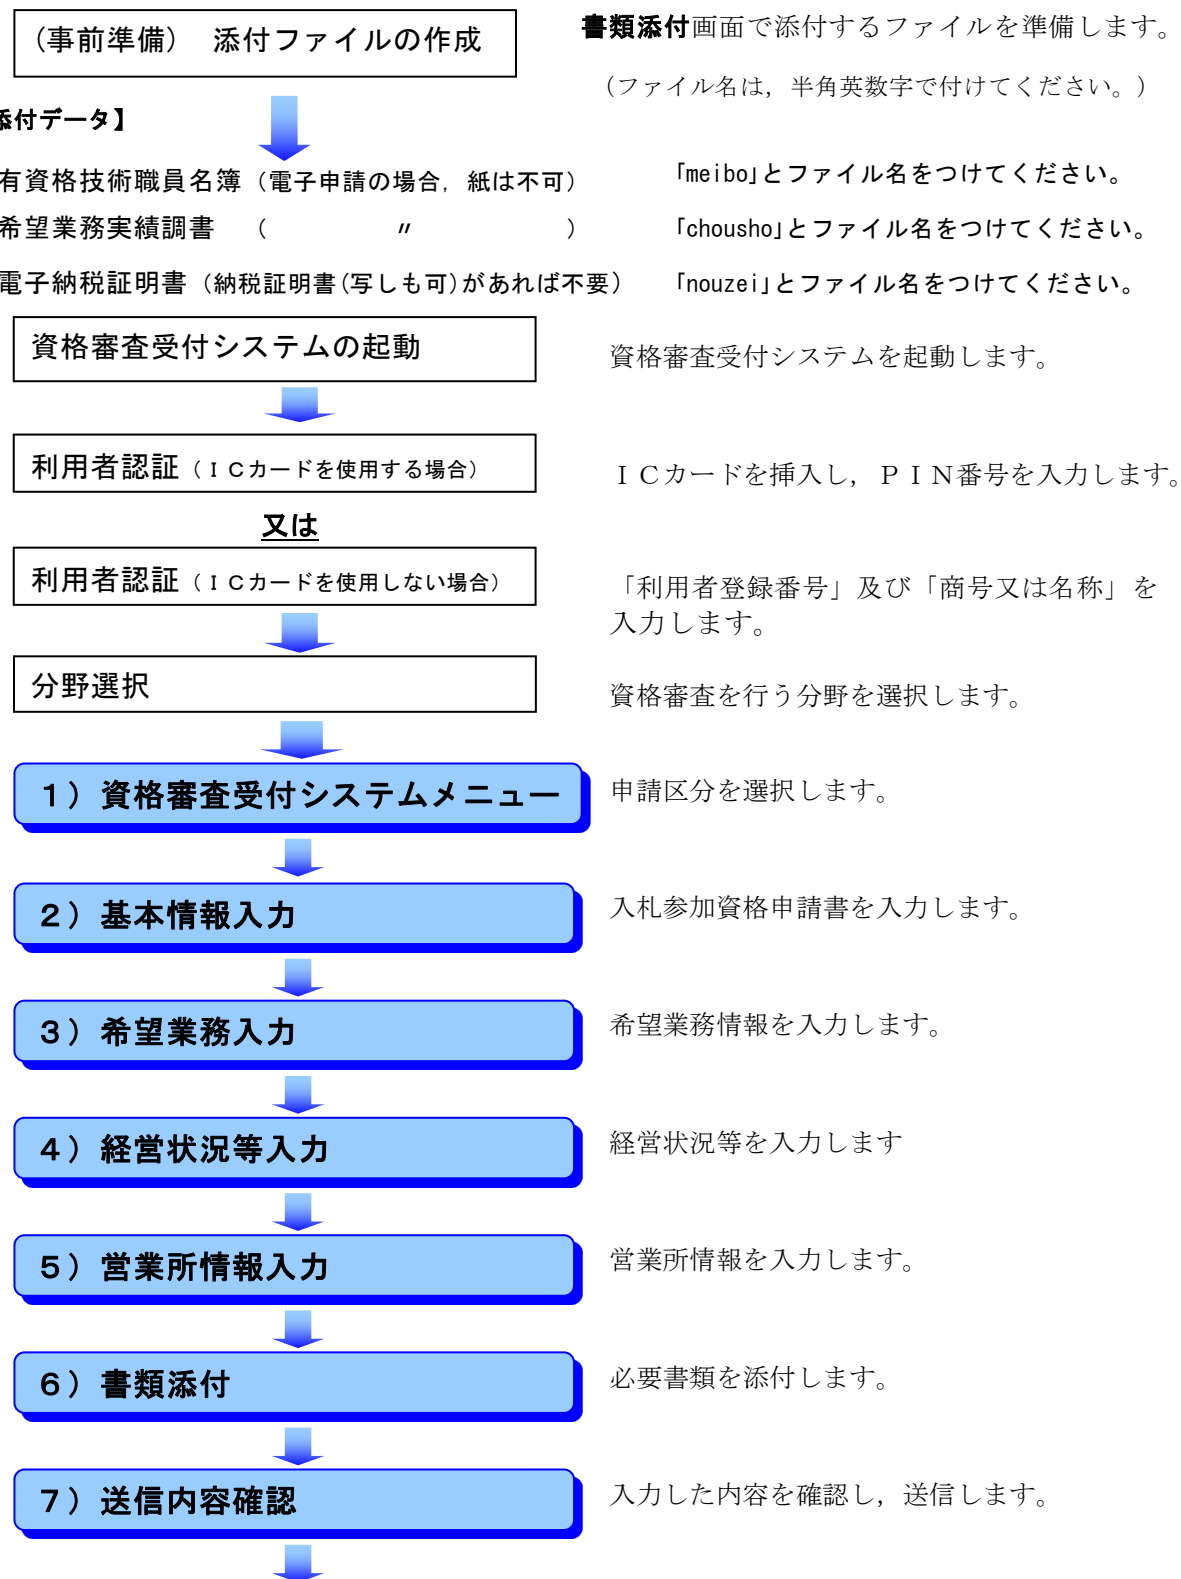 （事前準備）　添付ファイルの作成
書類添付画面で添付するファイルを準備します。
（ファイル名は，半角英数字で付けてください。）
添付データ】
有資格技術職員名簿（電子申請の場合，紙は不可）
「meibo」とファイル名をつけてください。
希望業務実績調書　（　　　　　〃　　　　　）
「chousho」とファイル名をつけてください。
電子納税証明書（納税証明書(写しも可)があれば不要）
「nouzei」とファイル名をつけてください。
資格審査受付システムの起動
資格審査受付システムを起動します。
利用者認証（ＩＣカードを使用する場合）
ＩＣカードを挿入し，ＰＩＮ番号を入力します。
又は
利用者認証（ＩＣカードを使用しない場合）
「利用者登録番号」及び「商号又は名称」を
入力します。
分野選択
資格審査を行う分野を選択します。
１）資格審査受付システムメニュー
申請区分を選択します。
２）基本情報入力
入札参加資格申請書を入力します。
３）希望業務入力
希望業務情報を入力します。
４）経営状況等入力
経営状況等を入力します
５）営業所情報入力
営業所情報を入力します。
６）書類添付
必要書類を添付します。
７）送信内容確認
入力した内容を確認し，送信します。